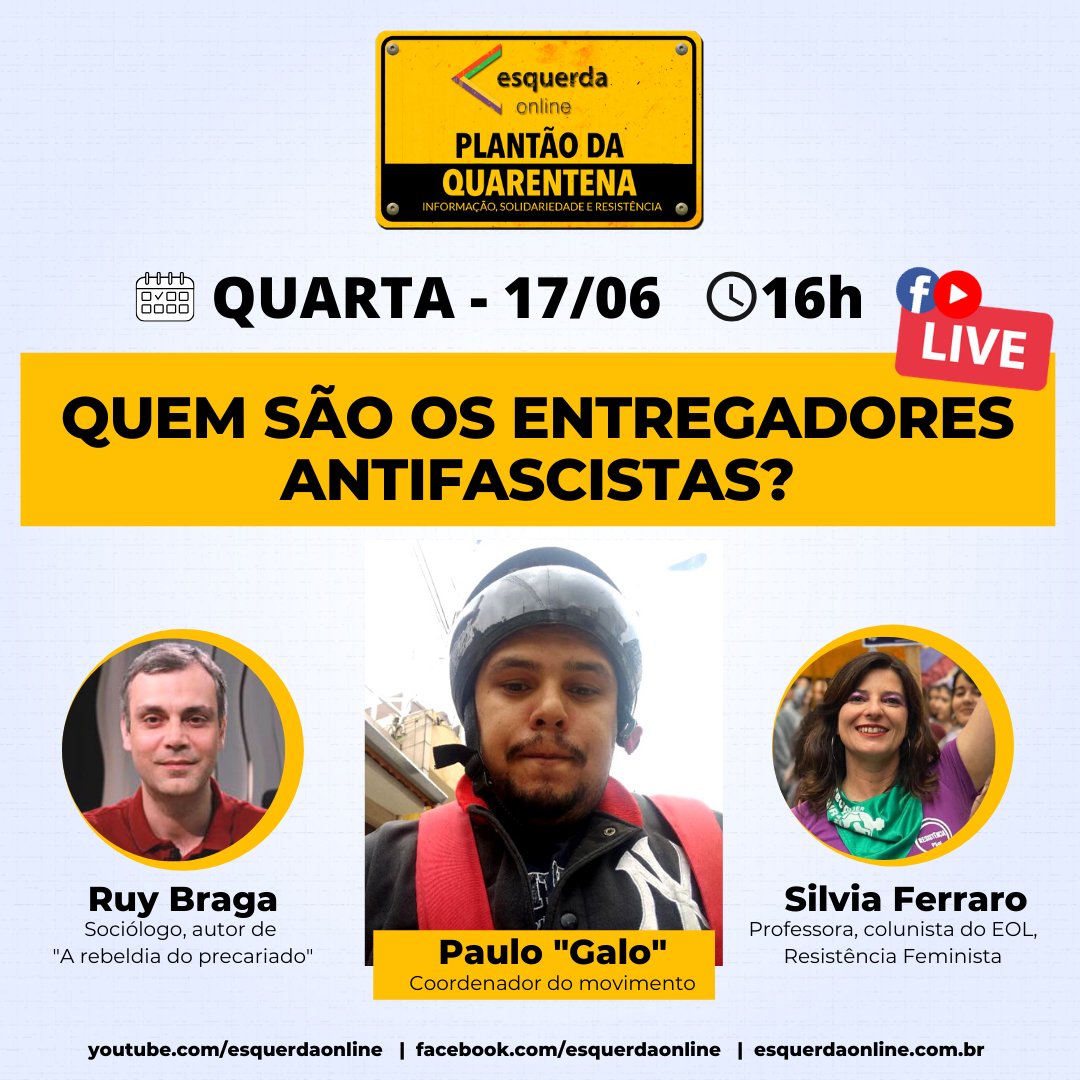 esquerda
online
PLANTÃO DA
QUARENTENA
INFORMAÇÃO, SOLIDARIEDADE E RESISTÊNCIA
QUARTA - 17/06 16h
LIVE
QUEM SÃO OS ENTREGADORES
ANTIFASCISTAS?
Ruy Braga
Sociólogo, autor de
"A rebeldia do precariado"
Paulo "Galo"
Coordenador do movimento
RESISTÊNCIA
Silvia Ferraro
Professora, colunista do EOL,
Resistência Feminista
youtube.com/esquerdaonline | facebook.com/esquerdaonline | esquerdaonline.com.br